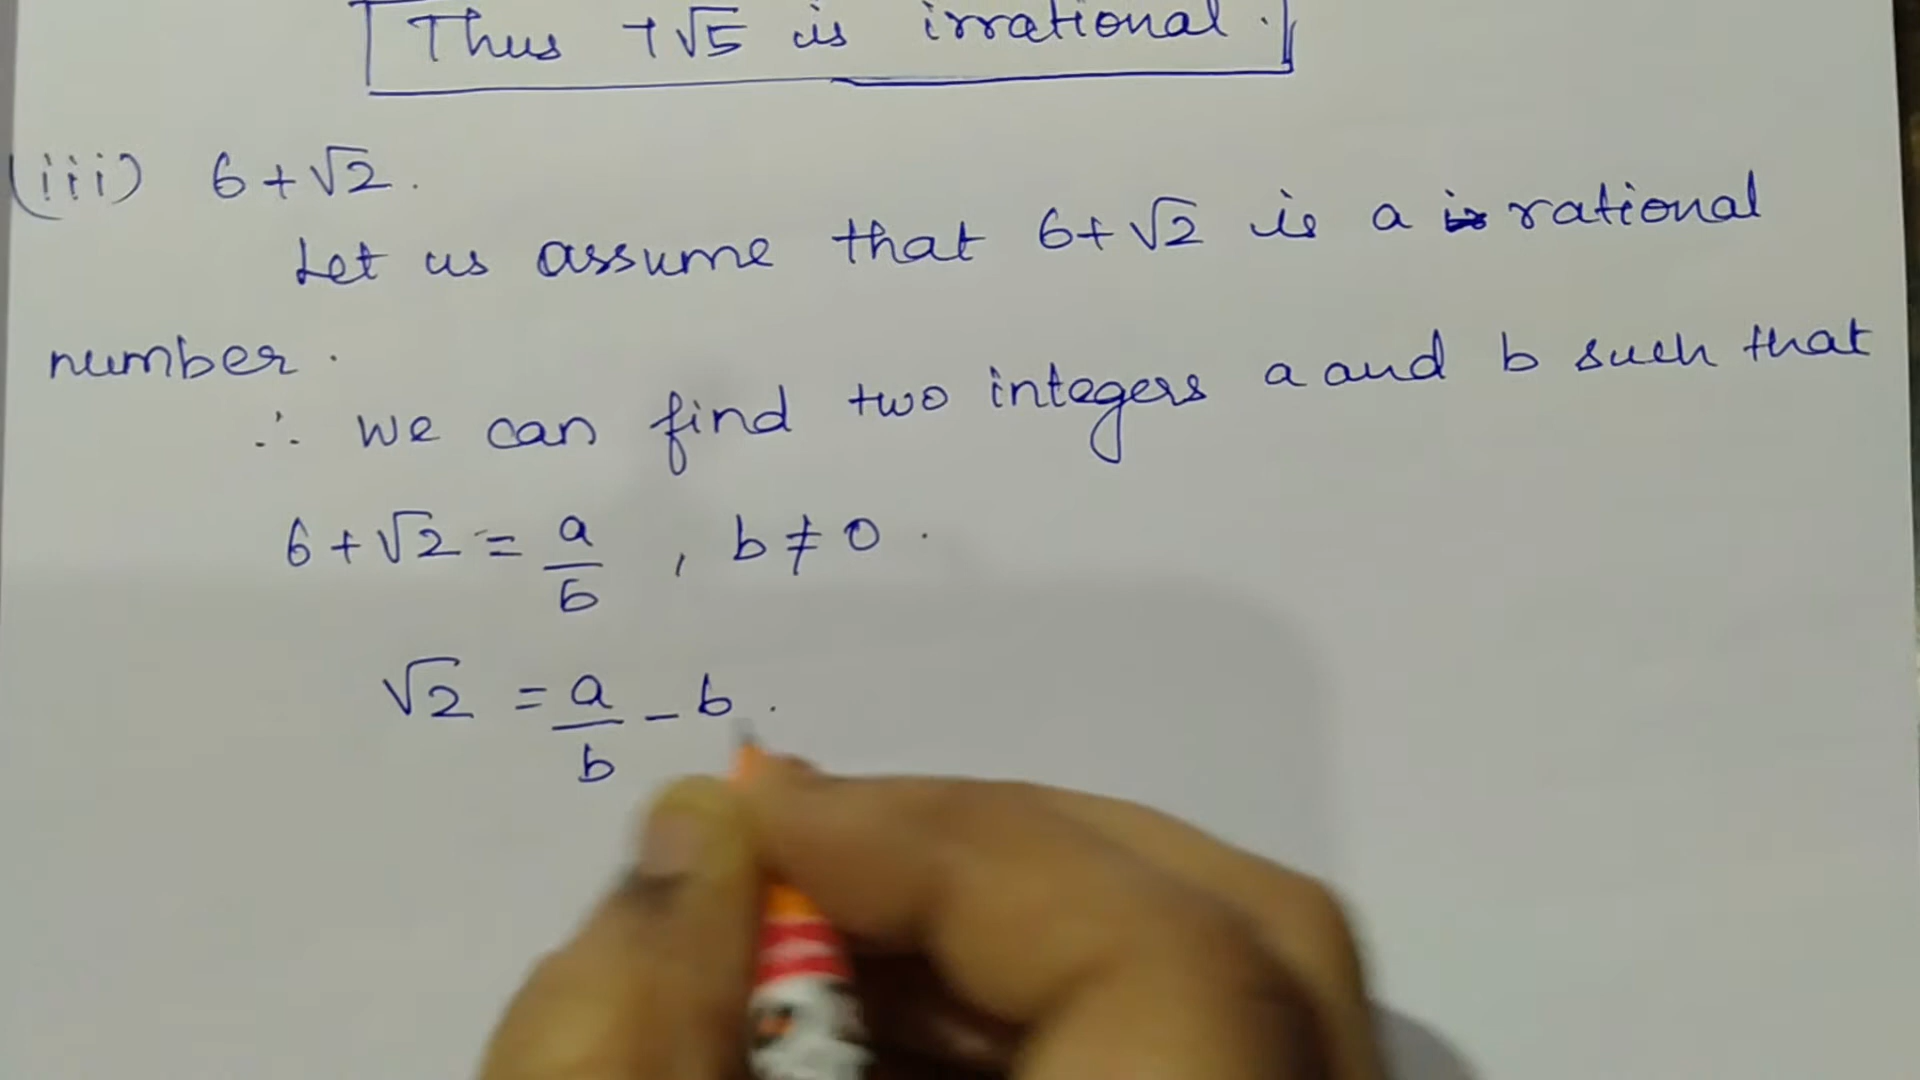 Thus 7√5 is irrational.
(iii) 6+√2.
Let us assume that 6+√2 is a rational
number.
∴ we can find two integers a and b such that
6+√2 = a/b , b≠0.
√2 = a/b - b.